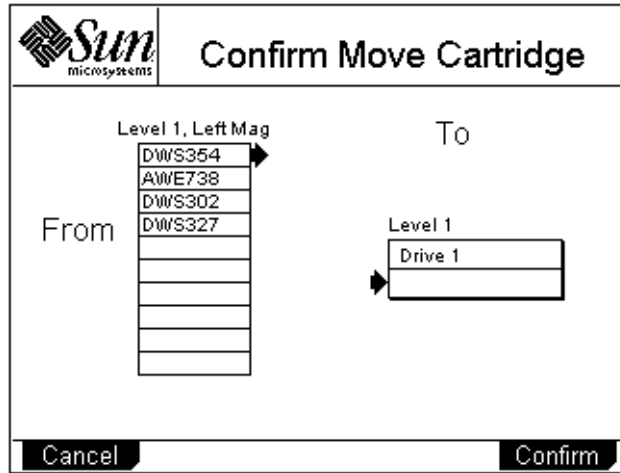 Sun
microsystems
Confirm Move Cartridge
Level 1, Left Mag
To
DWS354
AWE738
DWS302
DWS327
From
Level 1
Drive 1
Cancel
Confirm